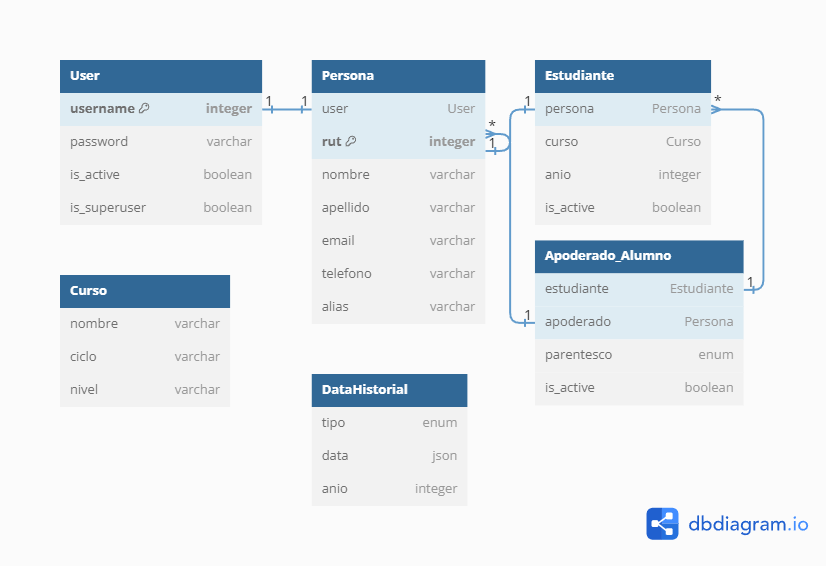 User
username integer
password varchar
is_active boolean
is_superuser boolean
1 1
Persona
user User
rut integer
nombre varchar
apellido varchar
email varchar
telefono varchar
alias varchar
* 1
1
Estudiante
persona Persona
curso Curso
anio integer
is_active boolean
*
Apoderado_Alumno
estudiante Estudiante
1
1
apoderado Persona
parentesco enum
is_active boolean
Curso
nombre varchar
ciclo varchar
nivel varchar
DataHistorial
tipo enum
data json
anio integer
dbdiagram.io